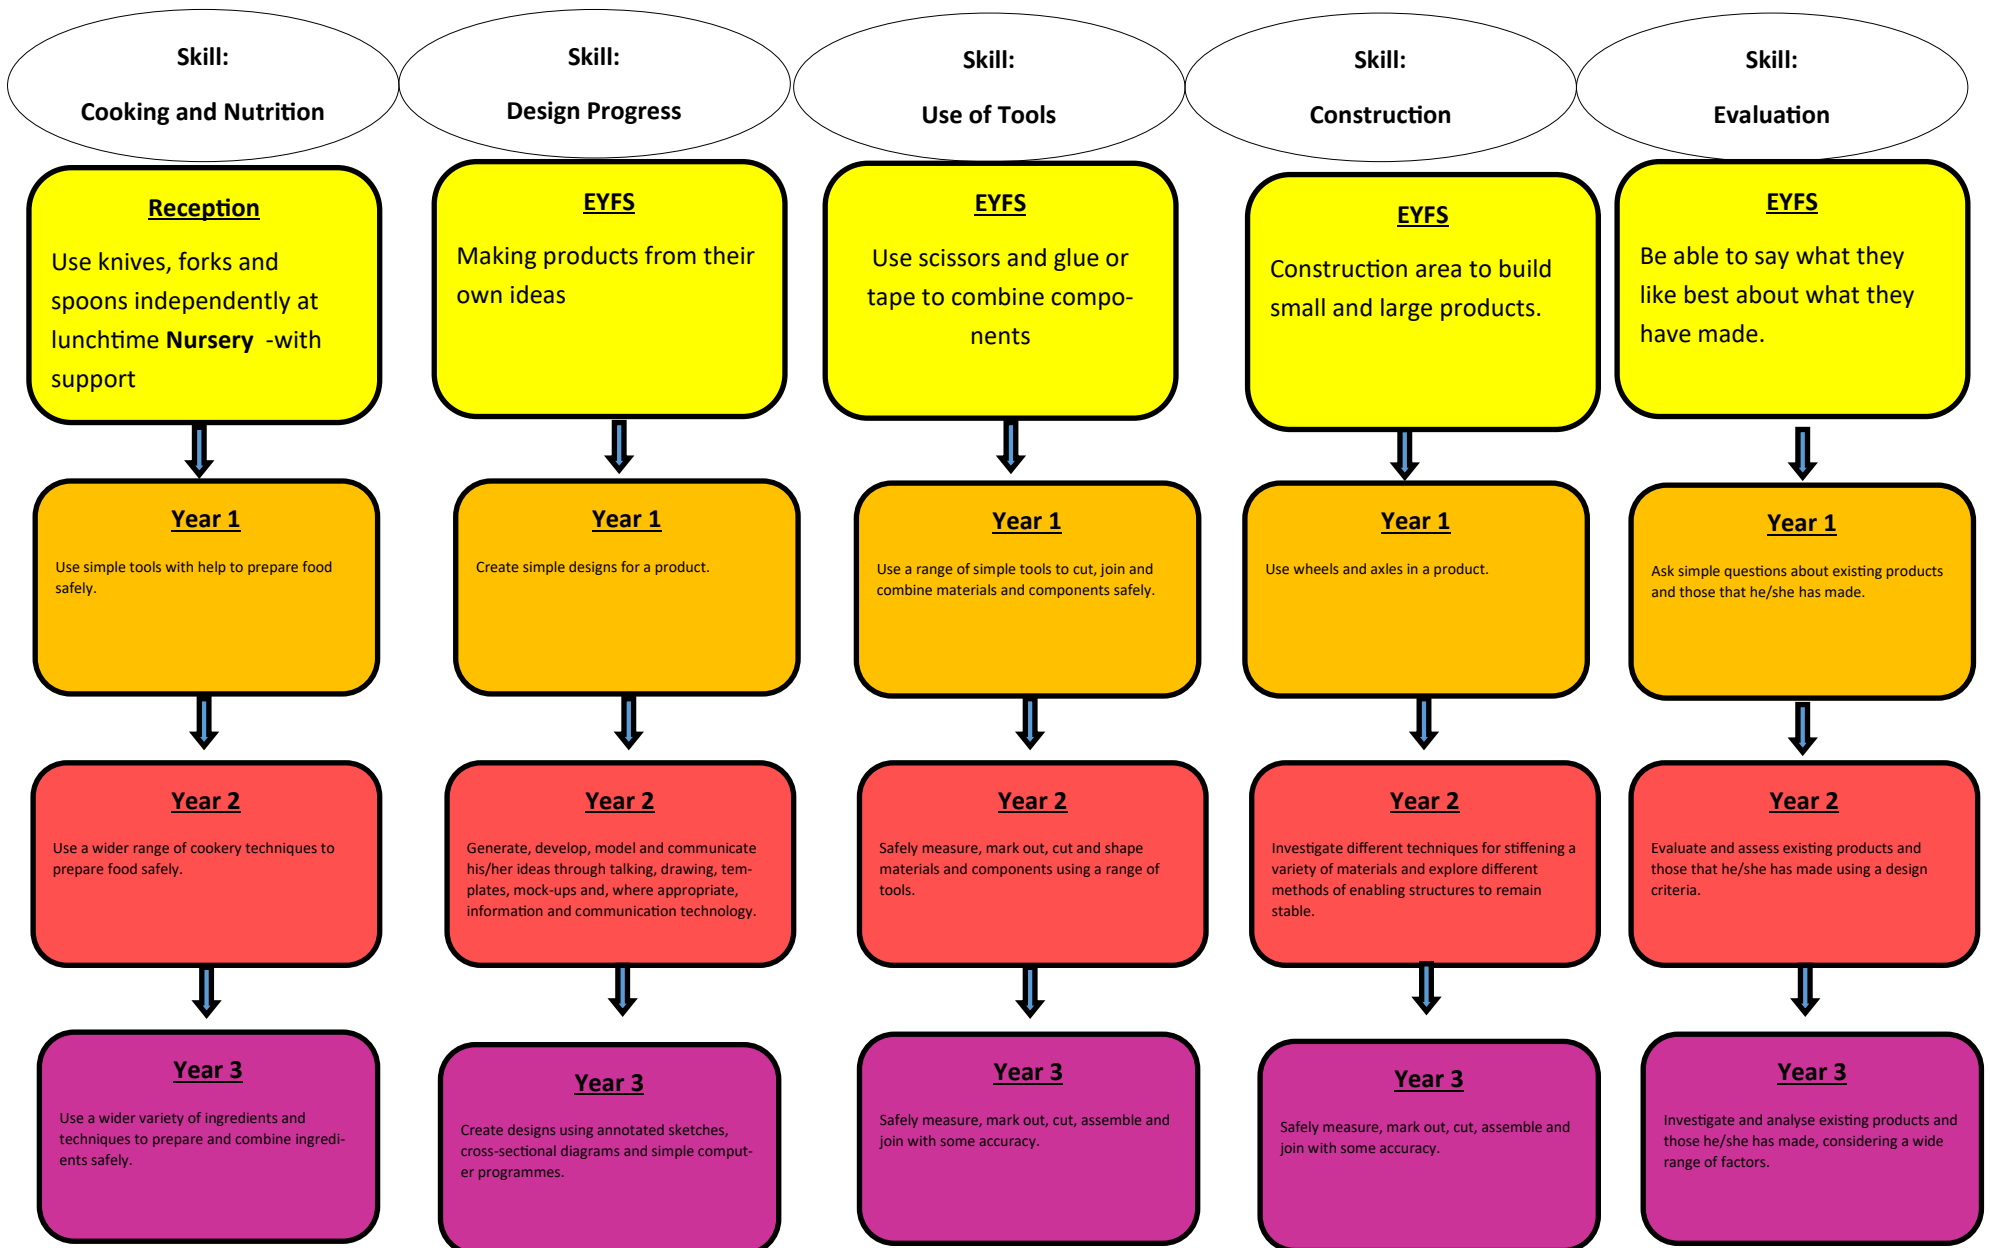 Skill:
Cooking and Nutrition
Skill:
Design Progress
Skill:
Use of Tools
Skill:
Construction
Skill:
Evaluation
Reception
Use knives, forks and
spoons independently at
lunchtime Nursery -with
support
EYFS
Making products from their
own ideas
EYFS
Use scissors and glue or
tape to combine compo-
nents
EYFS
Construction area to build
small and large products.
EYFS
Be able to say what they
like best about what they
have made.
Year 1
Use simple tools with help to prepare food
safely.
Year 1
Create simple designs for a product.
Year 1
Use a range of simple tools to cut, join and
combine materials and components safely.
Year 1
Use wheels and axles in a product.
Year 1
Ask simple questions about existing products
and those that he/she has made.
Year 2
Use a wider range of cookery techniques to
prepare food safely.
Year 2
Generate, develop, model and communicate
his/her ideas through talking, drawing, tem-
plates, mock-ups and, where appropriate,
information and communication technology.
Year 2
Safely measure, mark out, cut and shape
materials and components using a range of
tools.
Year 2
Investigate different techniques for stiffening a
variety of materials and explore different
methods of enabling structures to remain
stable.
Year 2
Evaluate and assess existing products and
those that he/she has made using a design
criteria.
Year 3
Use a wider variety of ingredients and
techniques to prepare and combine ingredi-
ents safely.
Year 3
Create designs using annotated sketches,
cross-sectional diagrams and simple comput-
er programmes.
Year 3
Safely measure, mark out, cut, assemble and
join with some accuracy.
Year 3
Safely measure, mark out, cut, assemble and
join with some accuracy.
Year 3
Investigate and analyse existing products and
those he/she has made, considering a wide
range of factors.